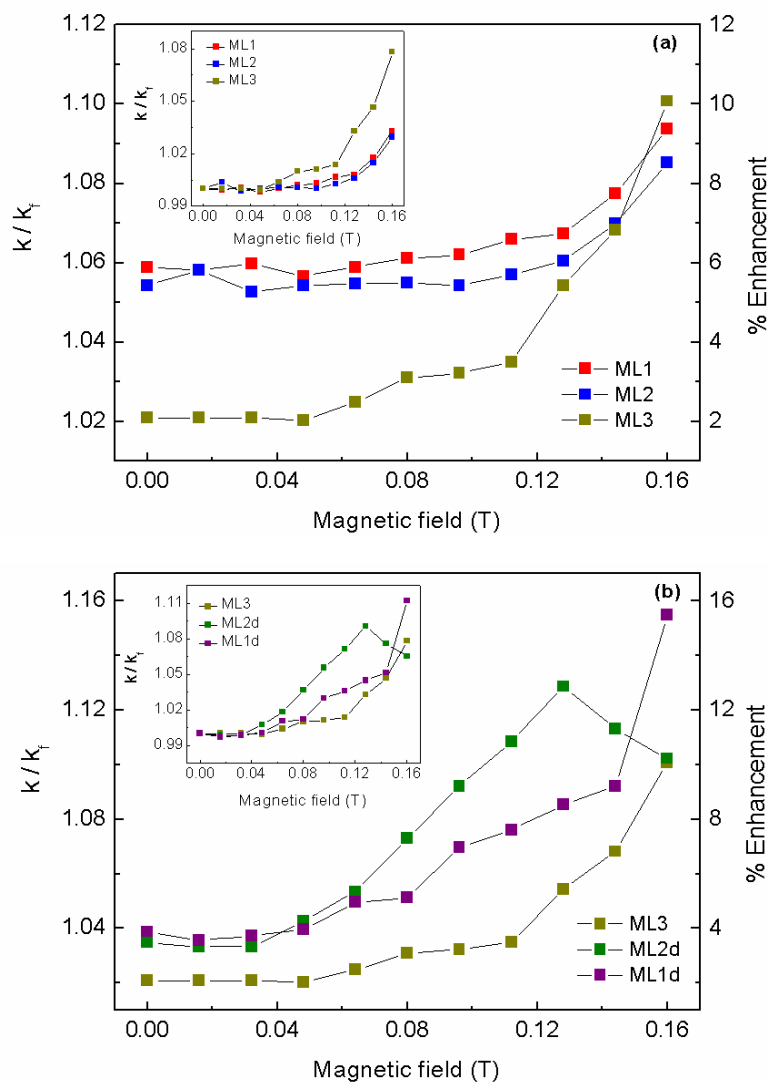 1.12
12
(a)
1.08
ML1
ML2
ML3
1.05
k / k_f
1.02
0.99
0.00 0.04 0.08 0.12 0.16
Magnetic field (T)
1.10
10
1.08
8
k / k_f
1.06
6
% Enhancement
1.04
4
ML1
ML2
ML3
1.02
2
0.00 0.04 0.08 0.12 0.16
Magnetic field (T)
1.16
16
(b)
1.11
ML3
ML2d
ML1d
1.08
k / k_f
1.05
1.02
0.99
0.00 0.04 0.08 0.12 0.16
Magnetic field (T)
1.12
12
k / k_f
1.08
8
% Enhancement
1.04
4
ML3
ML2d
ML1d
0.00 0.04 0.08 0.12 0.16
Magnetic field (T)